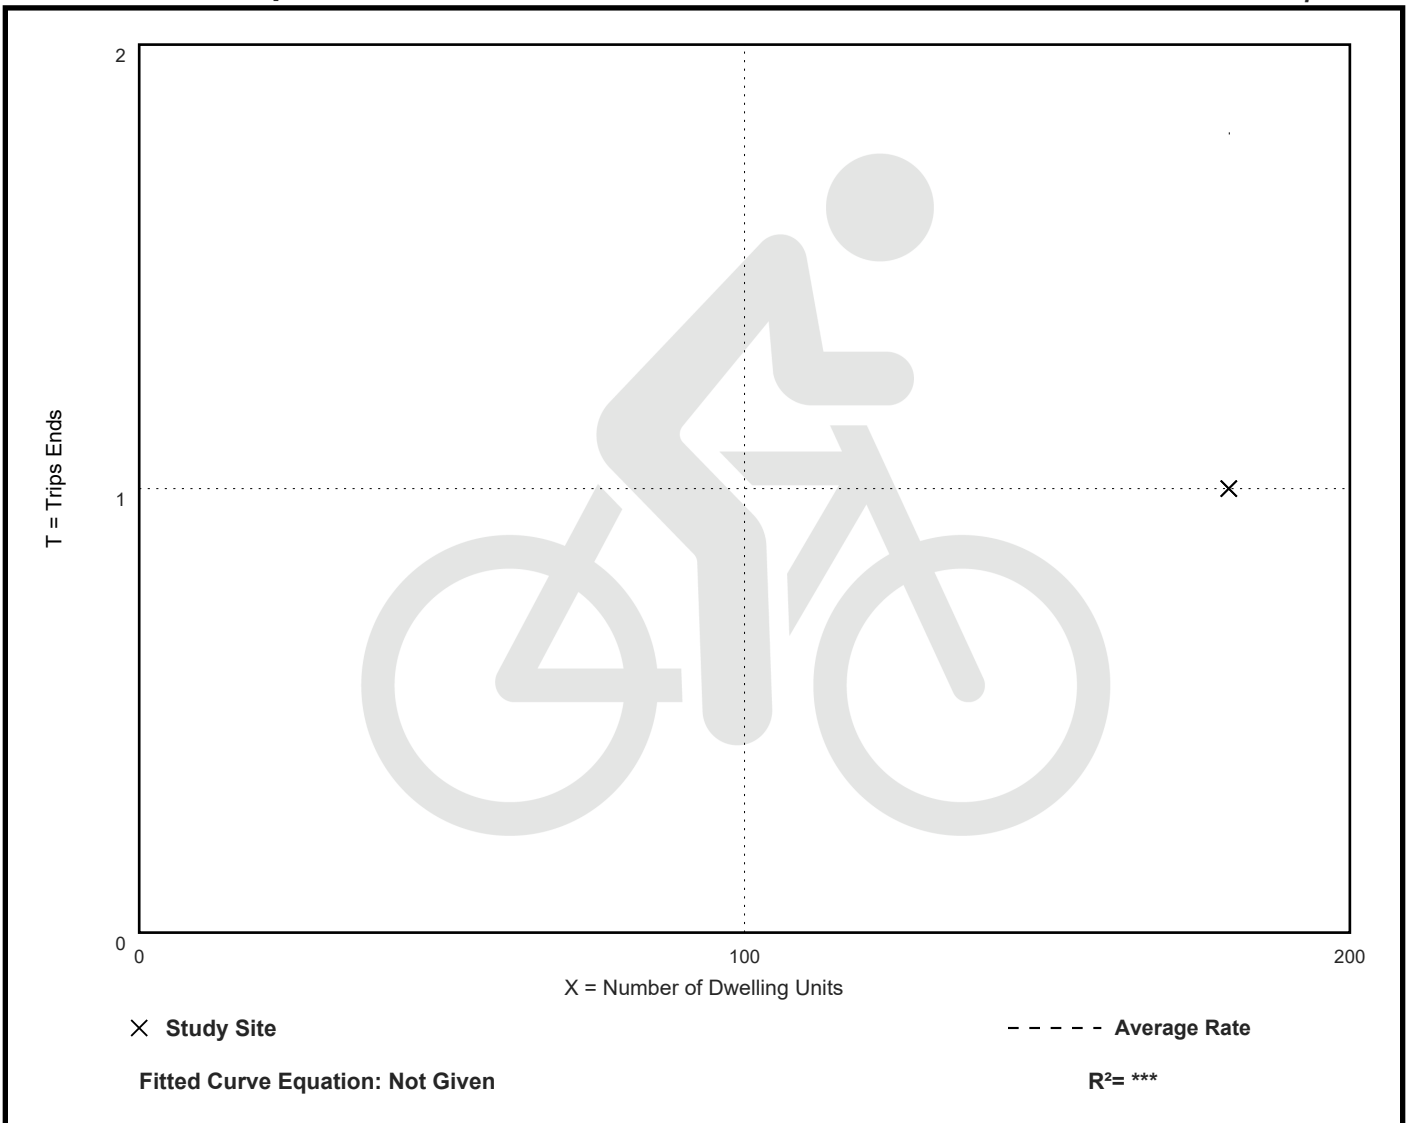 2
1
0
T = Trips Ends
0 100 200
X = Number of Dwelling Units
Study Site
Average Rate
Fitted Curve Equation: Not Given
R²= ***